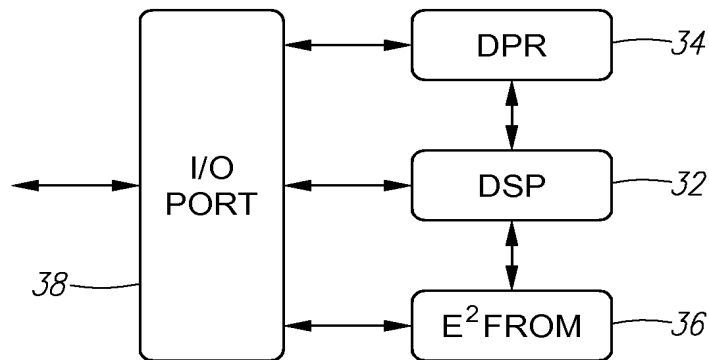 DPR
34
I/O
PORT
DSP
32
38
E²FROM
36